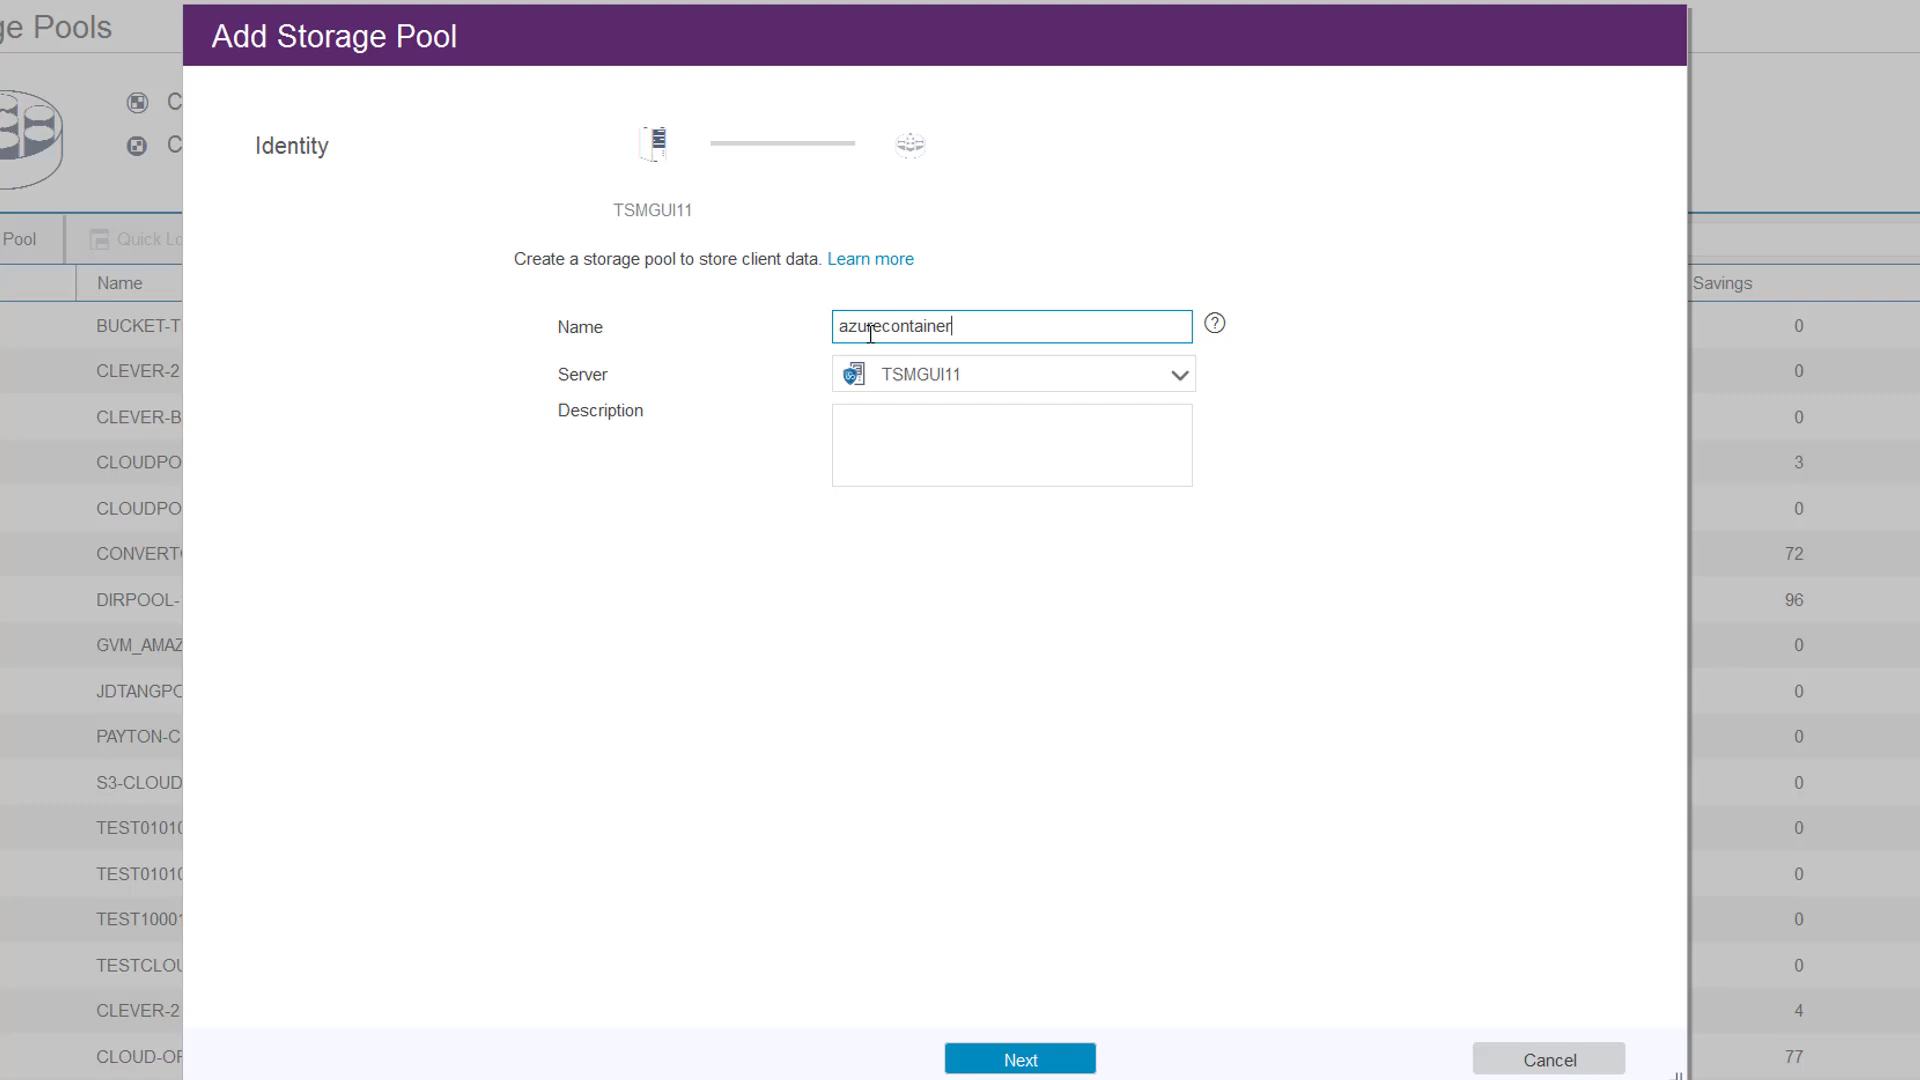 ge Pools
Add Storage Pool
C
C
Identity
TSMGUI11
Pool
Quick Lo
Create a storage pool to store client data. Learn more
Name
Savings
Name
azurecontainer
?
BUCKET-T
0
Server
TSMGUI11
CLEVER-2
0
Description
CLEVER-B
0
CLOUDPO
3
CLOUDPO
0
CONVERT
72
DIRPOOL-
96
GVM_AMAZ
0
JDTANGPO
0
PAYTON-C
0
S3-CLOUD
0
TEST0101
0
TEST0101
0
TEST1000
0
TESTCLOU
0
CLEVER-2
4
CLOUD-OF
77
Next
Cancel